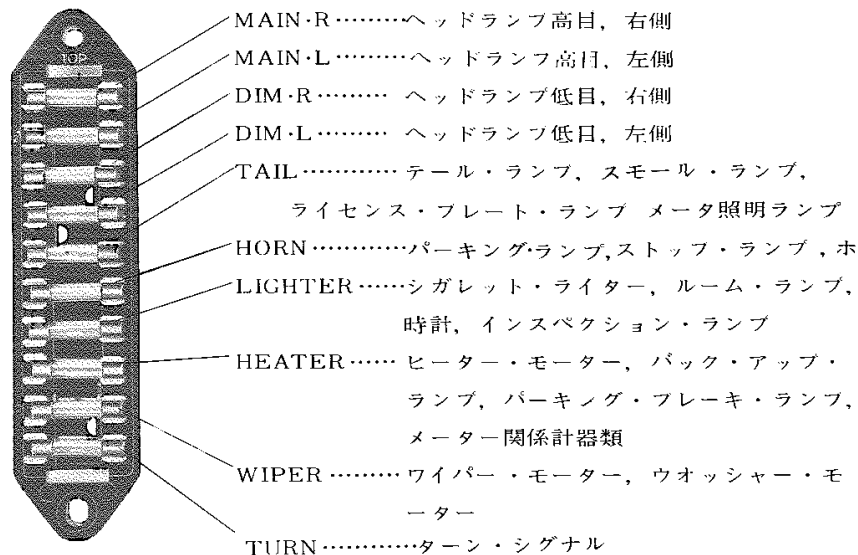 TOP
MAIN·R………ヘッドランプ高目，右側
MAIN·L………ヘッドランプ高目，左側
DIM·R………ヘッドランプ低目，右側
DIM·L………ヘッドランプ低目，左側
TAIL…………テール・ランプ，スモール・ランプ，
ライセンス・プレート・ランプ メータ照明ランプ
HORN…………パーキング·ランプ,ストップ・ランプ，ホ
LIGHTER……シガレット・ライター，ルーム・ランプ，
時計，インスペクション・ランプ
HEATER……ヒーター・モーター，バック・アップ・
ランプ，パーキング・ブレーキ・ランプ，
メーター関係計器類
WIPER………ワイパー・モーター，ウオッシャー・モ
ーター
TURN…………ターン・シグナル